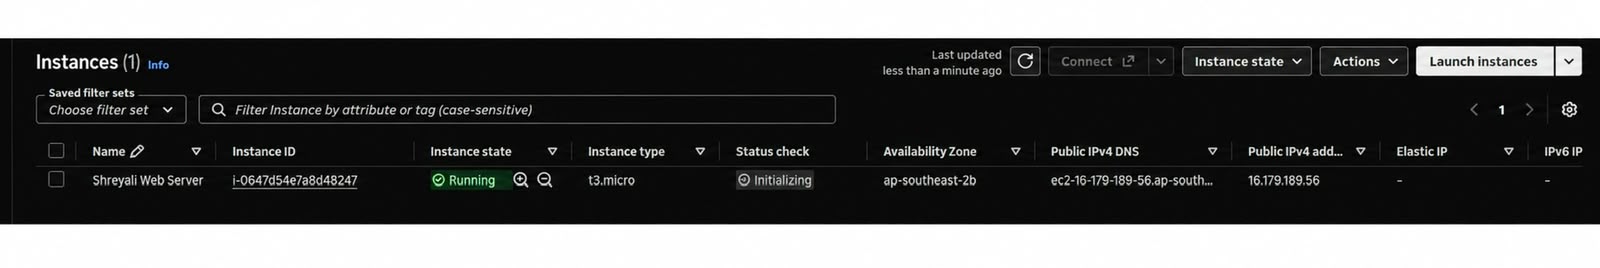 Instances (1) Info
Last updated
less than a minute ago
Connect
Instance state
Actions
Launch instances
Saved filter sets
Choose filter set
Filter Instance by attribute or tag (case-sensitive)
1
Name Instance ID Instance state Instance type Status check Availability Zone Public IPv4 DNS Public IPv4 add... Elastic IP IPv6 IP
Shreyali Web Server i-0647d54e7a8d48247 Running t3.micro Initializing ap-southeast-2b ec2-16-179-189-56.ap-south... 16.179.189.56 – –